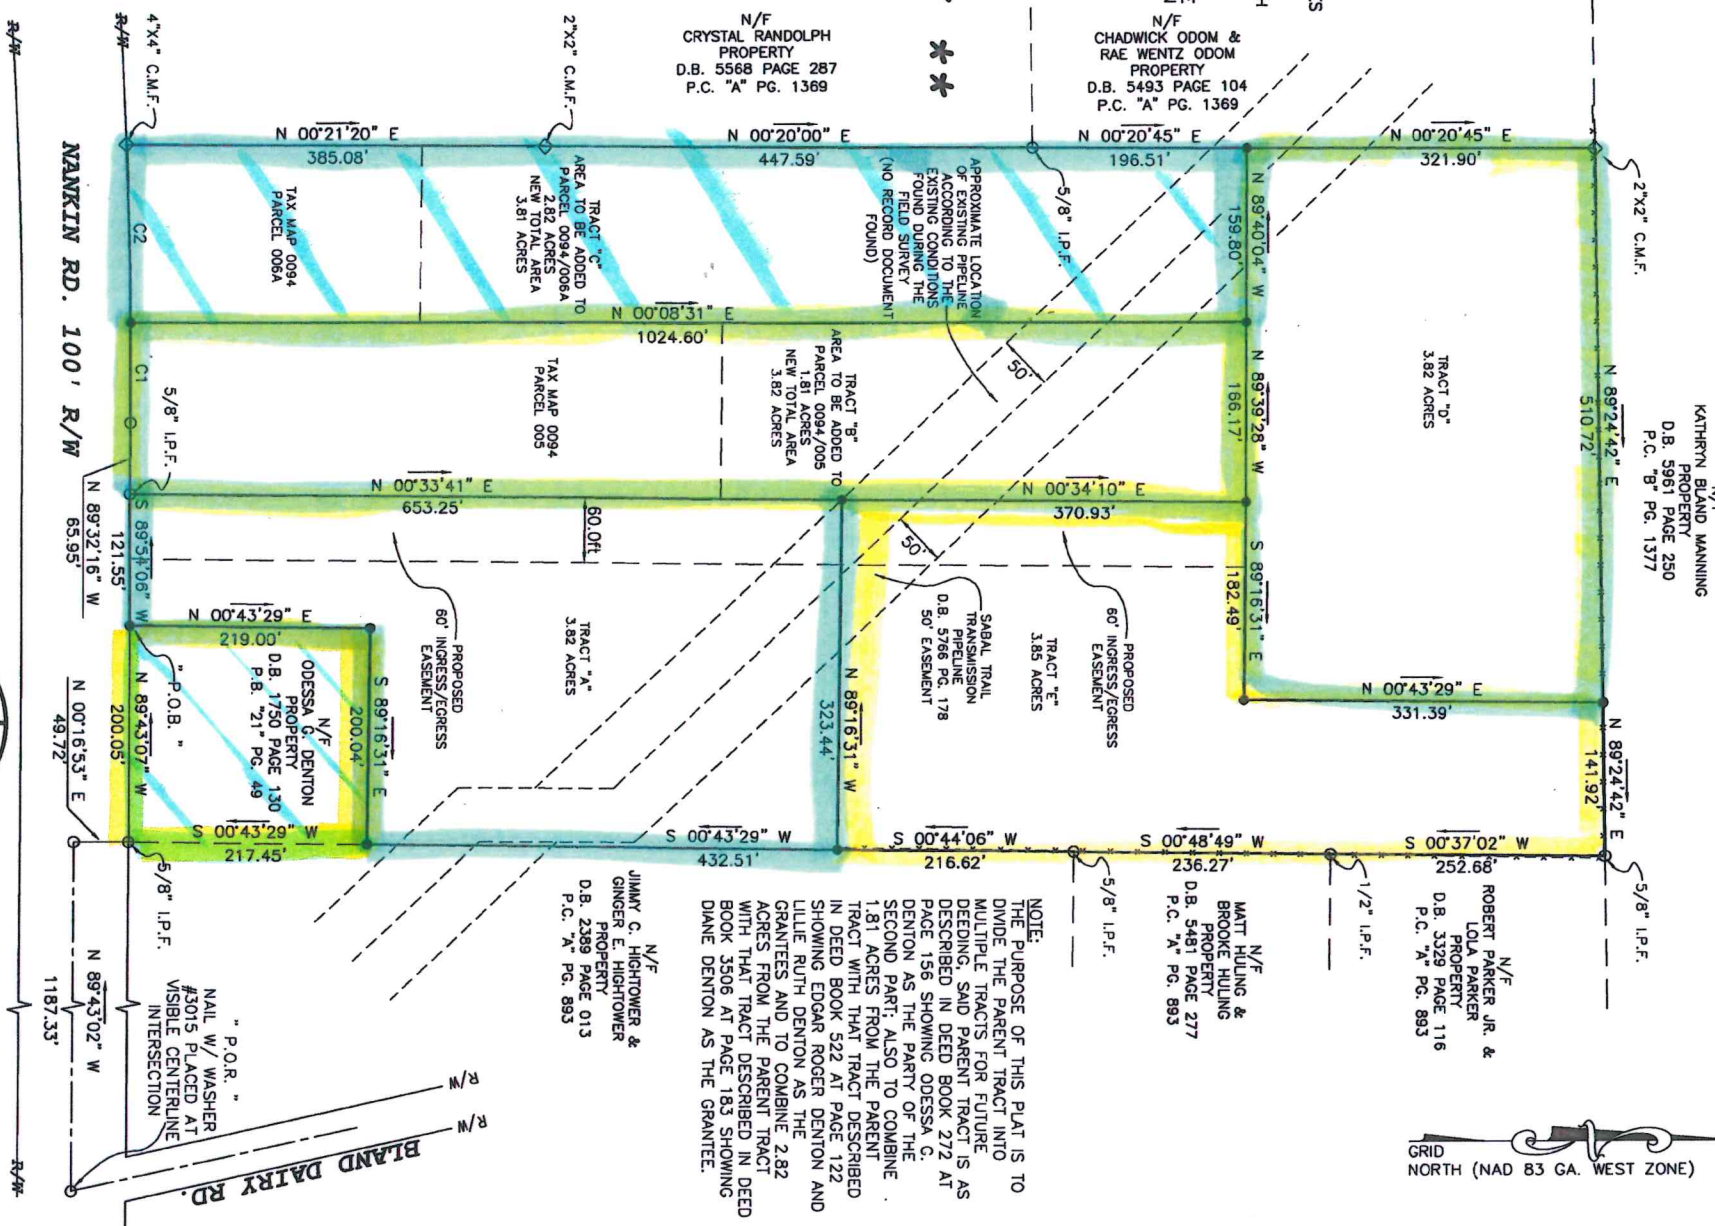 N/F
CRYSTAL RANDOLPH
PROPERTY
D.B. 5568 PAGE 287
P.C. "A" PG. 1369
N/F
CHADWICK ODOM &
RAE WENTZ ODOM
PROPERTY
D.B. 5493 PAGE 104
P.C. "A" PG. 1369
**
R/W
R/W
4"X4" C.M.F.
2"X2" C.M.F.
5/8" I.P.F.
2"X2" C.M.F.
N 00°21'20" E
385.08'
N 00°20'00" E
447.59'
N 00°20'45" E
196.51'
N 00°20'45" E
321.90'
KATHRYN BLAND MANNING
PROPERTY
D.B. 5961 PAGE 250
P.C. "B" PG. 1377
N 89°24'42" E
510.72'
N 89°24'42" E
141.92'
NANKIN RD. 100' R/W
C2
C1
TAX MAP 0094
PARCEL 006A
TRACT "C"
AREA TO BE ADDED TO
PARCEL 0094/006A
2.82 ACRES
NEW TOTAL AREA
3.81 ACRES
APPROXIMATE LOCATION
OF EXISTING PIPELINE
ACCORDING TO THE
EXISTING CONDITIONS
FOUND DURING THE
FIELD SURVEY
(NO RECORD DOCUMENT
FOUND)
N 89°40'04" W
159.80'
N 00°08'31" E
1024.60'
TRACT "D"
3.82 ACRES
TAX MAP 0094
PARCEL 005
TRACT "B"
AREA TO BE ADDED TO
PARCEL 0094/005
1.81 ACRES
NEW TOTAL AREA
3.82 ACRES
50'
N 89°39'28" W
166.17'
5/8" I.P.F.
N 89°32'16" W
65.95'
N 00°33'41" E
653.25'
N 00°34'10" E
370.93'
60.0ft
50'
S 89°54'06" W
121.55'
S 89°16'31" E
182.49'
N 00°43'29" E
331.39'
PROPOSED
60' INGRESS/EGRESS
EASEMENT
TRACT "A"
3.82 ACRES
N 89°16'31" W
323.44'
SABAL TRAIL
TRANSMISSION
PIPELINE
D.B. 5766 PG. 178
50' EASEMENT
TRACT "E"
3.85 ACRES
PROPOSED
60' INGRESS/EGRESS
EASEMENT
N 00°43'29" E
219.00'
" P.O.B. "
N/F
ODESSA G. DENTON
PROPERTY
D.B. 1750 PAGE 130
P.B. "21" PG. 49
S 89°16'31" E
200.04'
N 89°43'07" W
200.05'
N 00°16'53" E
49.72'
S 00°43'29" W
217.45'
S 00°43'29" W
432.51'
S 00°44'06" W
216.62'
S 00°48'49" W
236.27'
S 00°37'02" W
252.68'
5/8" I.P.F.
5/8" I.P.F.
1/2" I.P.F.
5/8" I.P.F.
N/F
JIMMY C. HIGHTOWER &
GINGER E. HIGHTOWER
PROPERTY
D.B. 2389 PAGE 013
P.C. "A" PG. 893
N/F
MATT HULING &
BROOKE HULING
PROPERTY
D.B. 5481 PAGE 277
P.C. "A" PG. 893
N/F
ROBERT PARKER JR. &
LOLA PARKER
PROPERTY
D.B. 3329 PAGE 116
P.C. "A" PG. 893
NOTE:
THE PURPOSE OF THIS PLAT IS TO
DIVIDE THE PARENT TRACT INTO
MULTIPLE TRACTS FOR FUTURE
DEEDING, SAID PARENT TRACT IS AS
DESCRIBED IN DEED BOOK 2772 AT
PAGE 156 SHOWING ODESSA C.
DENTON AS THE PARTY OF THE
SECOND PART; ALSO TO COMBINE
1.81 ACRES FROM THE PARENT
TRACT WITH THAT TRACT DESCRIBED
IN DEED BOOK 522 AT PAGE 122
SHOWING EDGAR ROGER DENTON AND
LILLIE RUTH DENTON AS THE
GRANTEES AND TO COMBINE 2.82
ACRES FROM THE PARENT TRACT
WITH THAT TRACT DESCRIBED IN DEED
BOOK 3506 AT PAGE 183 SHOWING
DIANE DENTON AS THE GRANTEE.
N 89°43'02" W
1187.33'
" P.O.R. "
NAIL W/ WASHER
#3015 PLACED AT
VISIBLE CENTERLINE
INTERSECTION
R/W
R/W
BLAND DAIRY RD.
R/W
GRID
NORTH (NAD 83 GA. WEST ZONE)